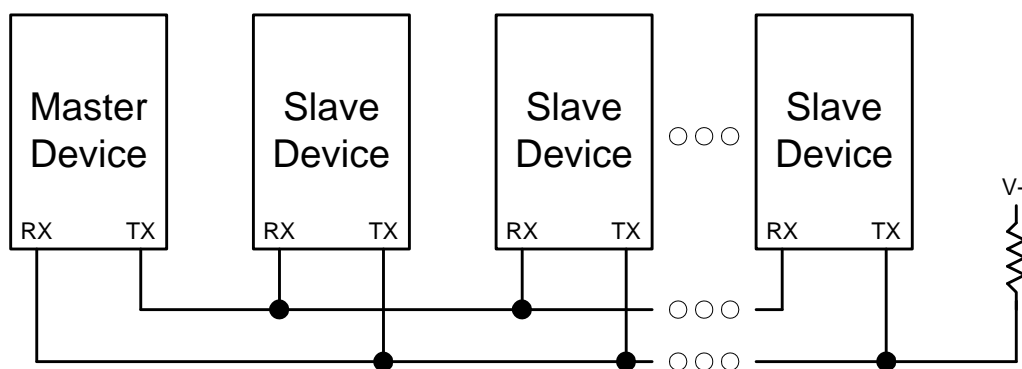 Master
Device
RX TX
Slave
Device
RX TX
Slave
Device
RX TX
Slave
Device
RX TX
V-